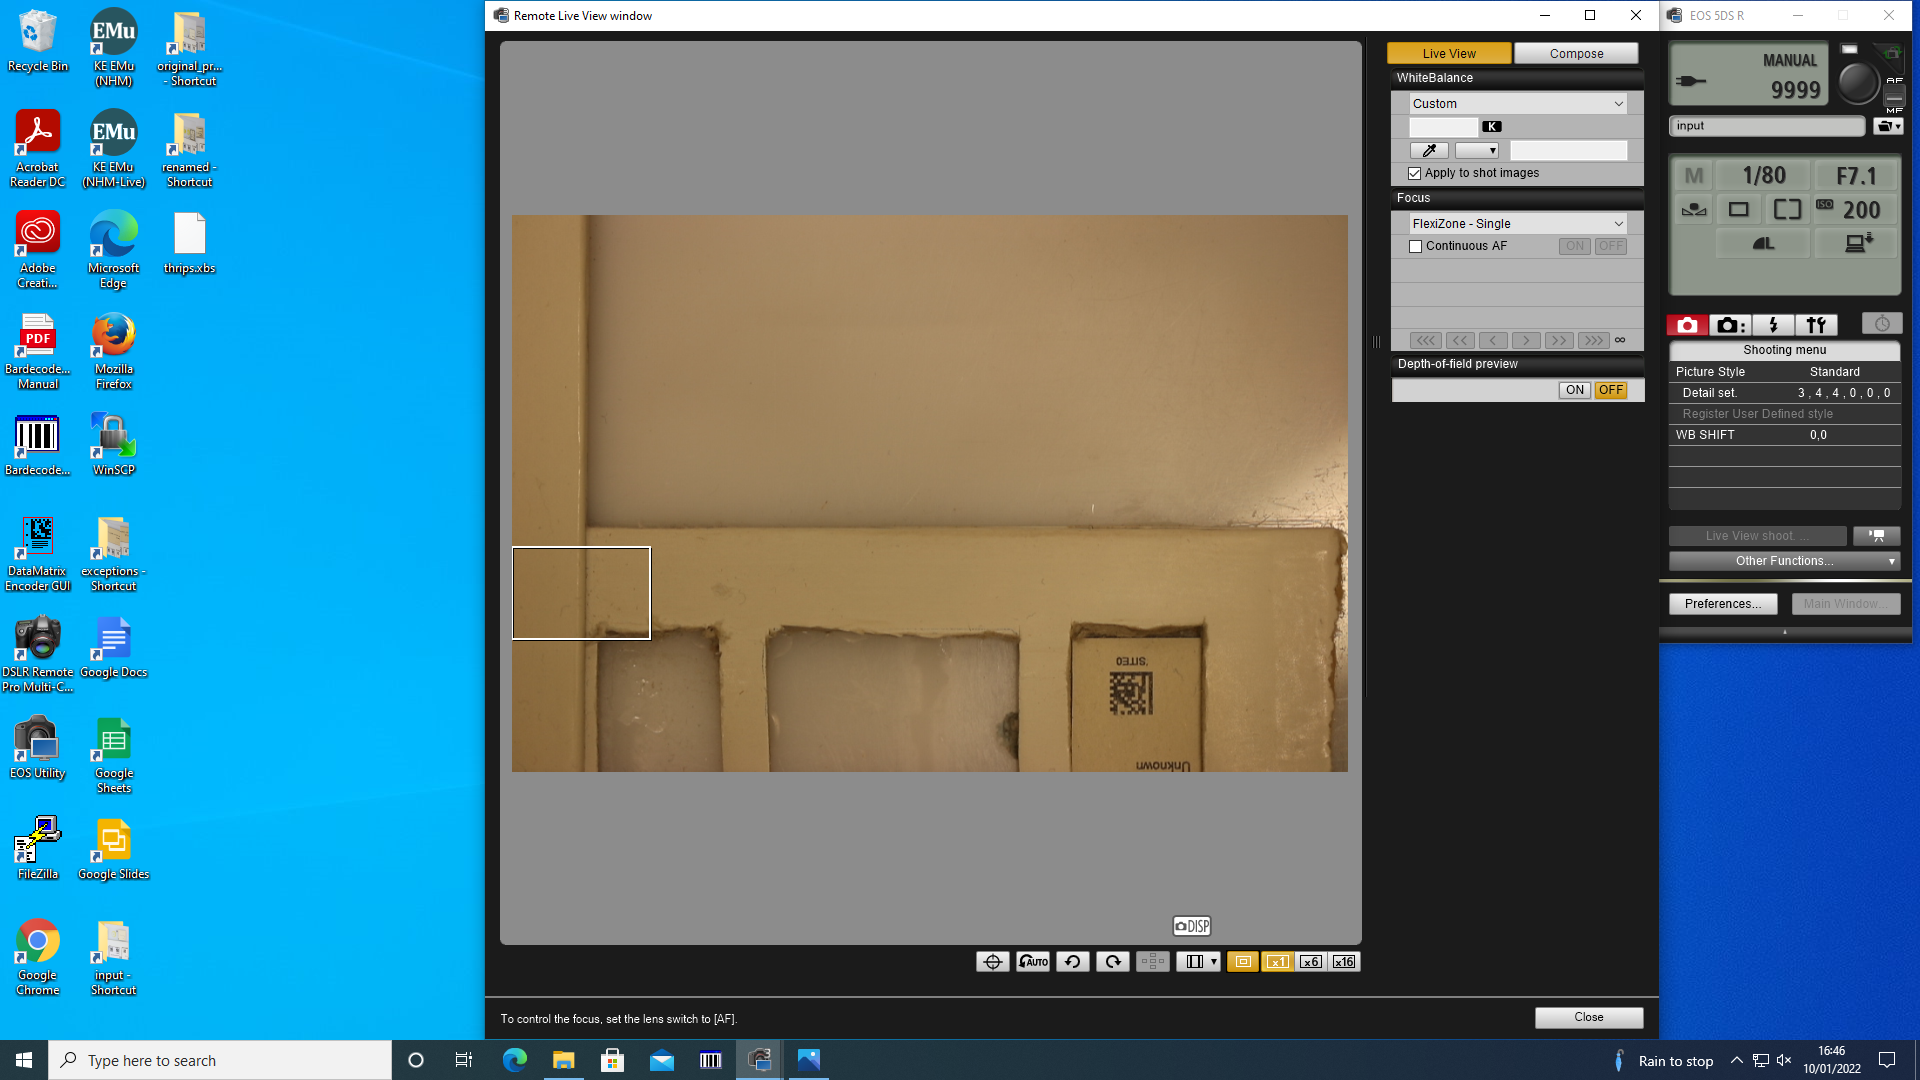 Recycle Bin
KE EMu
(NHM)
original_pr...
- Shortcut
Acrobat
Reader DC
KE EMu
(NHM-Live)
renamed -
Shortcut
Adobe
Creati...
Microsoft
Edge
thrips.xbs
Bardecode...
Manual
Mozilla
Firefox
Bardecode...
WinSCP
DataMatrix
Encoder GUI
exceptions -
Shortcut
DSLR Remote
Pro Multi-C...
Google Docs
EOS Utility
Google
Sheets
FileZilla
Google Slides
Google
Chrome
input -
Shortcut
EMu
EMu
PDF
Remote Live View window
Live View
Compose
WhiteBalance
Custom
K
Apply to shot images
Focus
FlexiZone - Single
Continuous AF
ON OFF
<<< << < > >> >>> ∞
Depth-of-field preview
ON OFF
SITE0
Unknown
DISP
AUTO
x1 x6 x16
To control the focus, set the lens switch to [AF].
Close
EOS 5DS R
MANUAL
9999
AF
MF
input
M 1/80 F7.1
ISO 200
L
Shooting menu
Picture Style Standard
Detail set. 3 , 4 , 4 , 0 , 0 , 0
Register User Defined style
WB SHIFT 0,0
Live View shoot. ...
Other Functions...
Preferences...
Main Window...
Type here to search
Rain to stop
16:46
10/01/2022